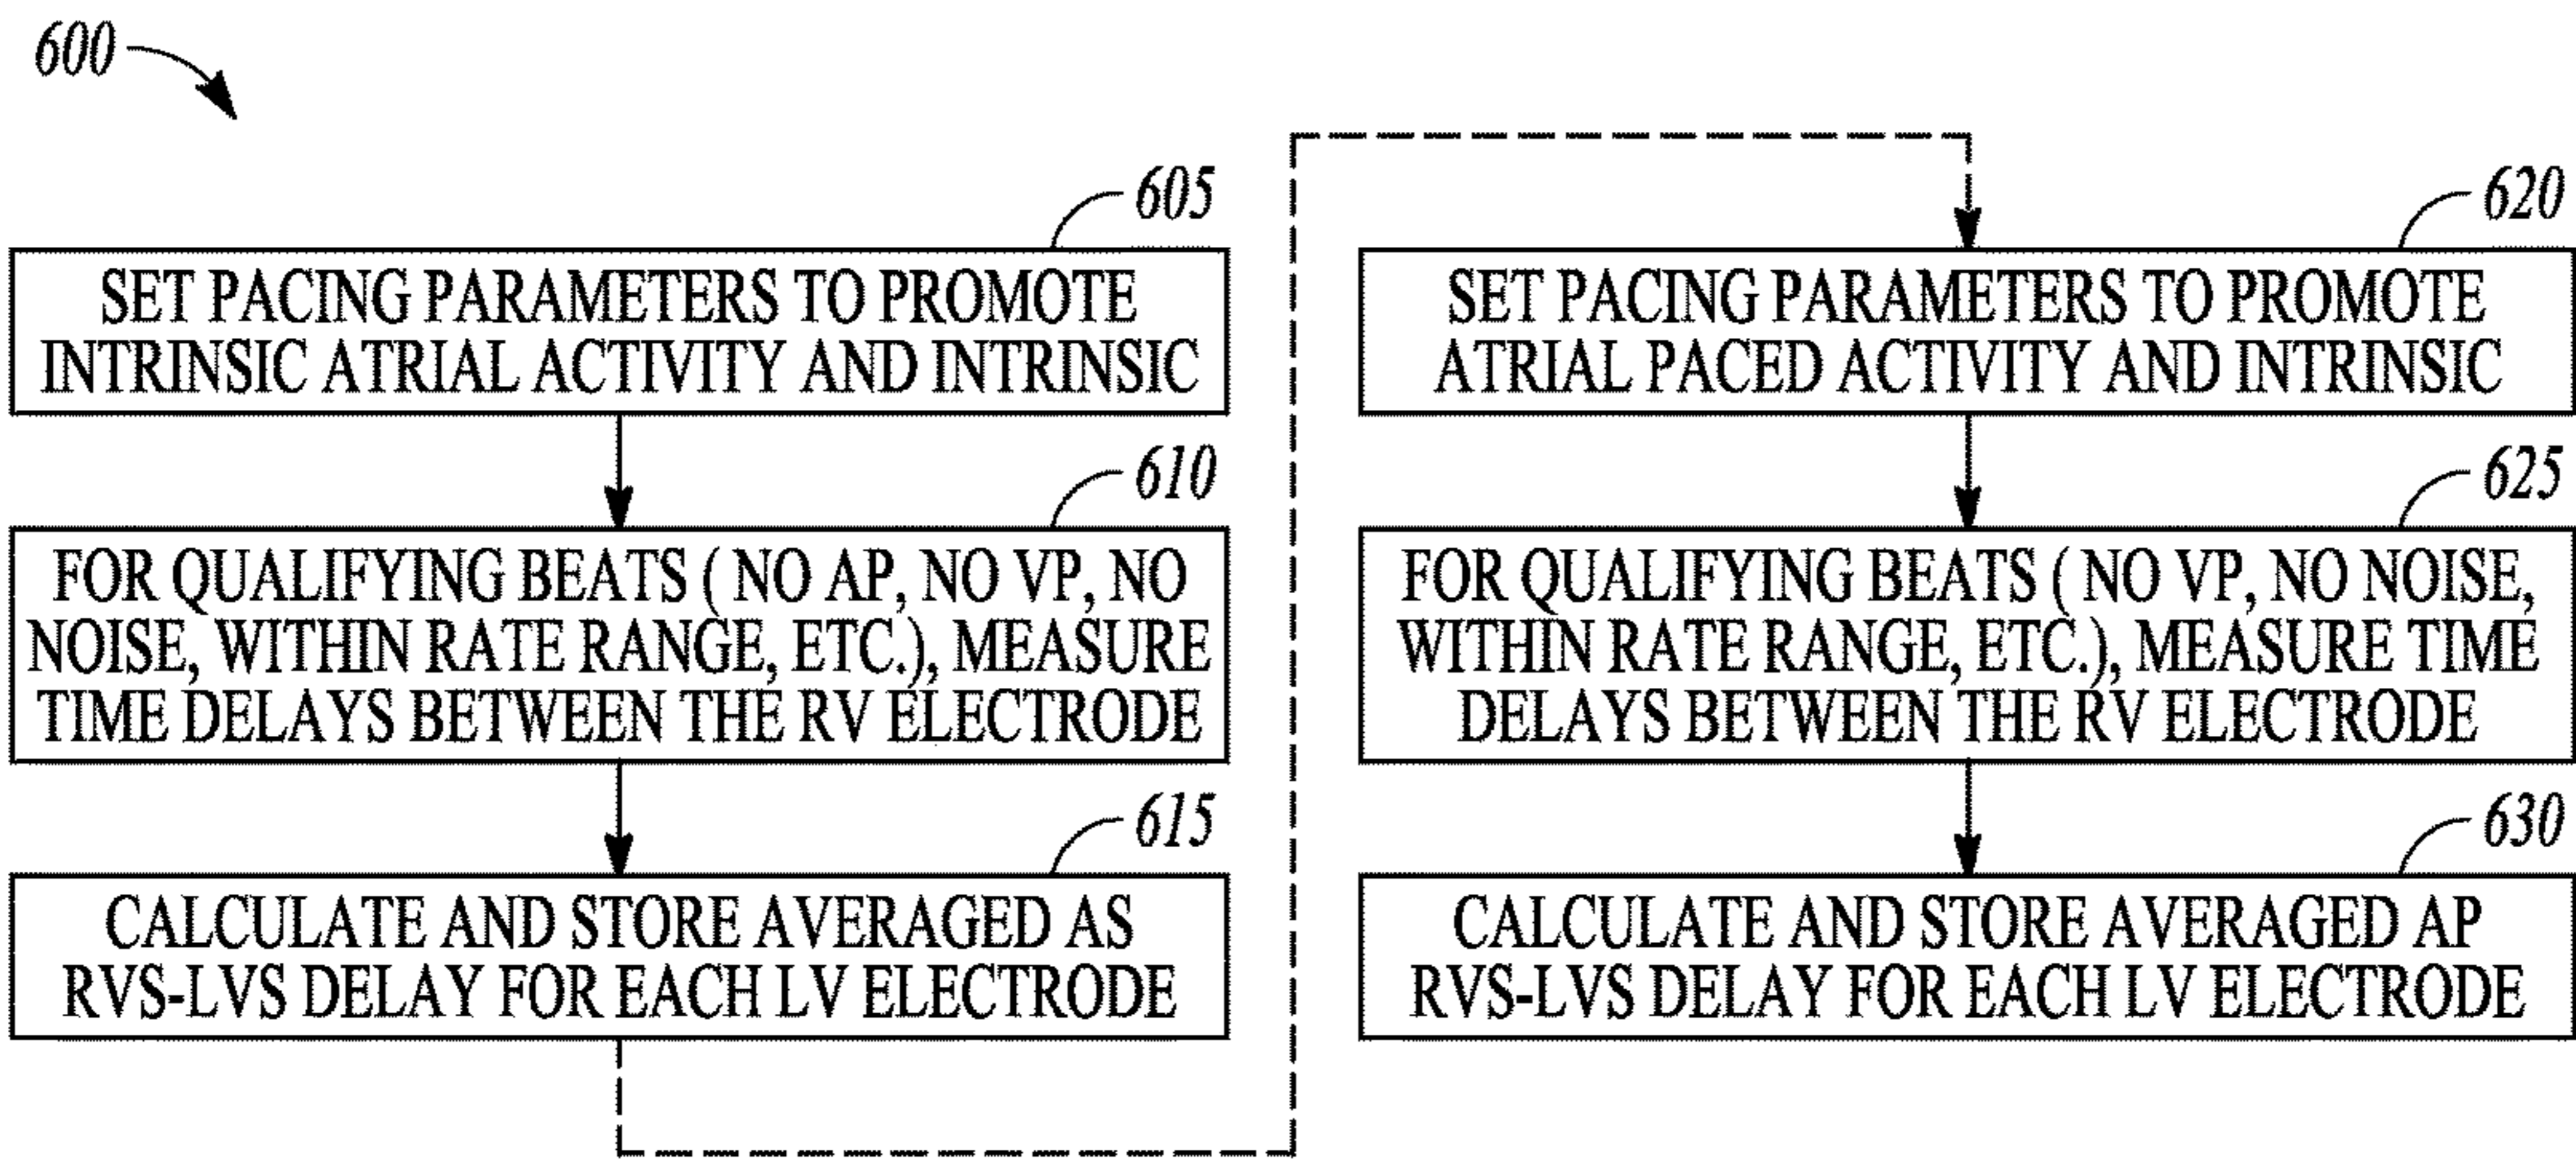 600
605
SET PACING PARAMETERS TO PROMOTE
INTRINSIC ATRIAL ACTIVITY AND INTRINSIC
610
FOR QUALIFYING BEATS ( NO AP, NO VP, NO
NOISE, WITHIN RATE RANGE, ETC.), MEASURE
TIME DELAYS BETWEEN THE RV ELECTRODE
615
CALCULATE AND STORE AVERAGED AS
RVS-LVS DELAY FOR EACH LV ELECTRODE
620
SET PACING PARAMETERS TO PROMOTE
ATRIAL PACED ACTIVITY AND INTRINSIC
625
FOR QUALIFYING BEATS ( NO VP, NO NOISE,
WITHIN RATE RANGE, ETC.), MEASURE TIME
DELAYS BETWEEN THE RV ELECTRODE
630
CALCULATE AND STORE AVERAGED AP
RVS-LVS DELAY FOR EACH LV ELECTRODE